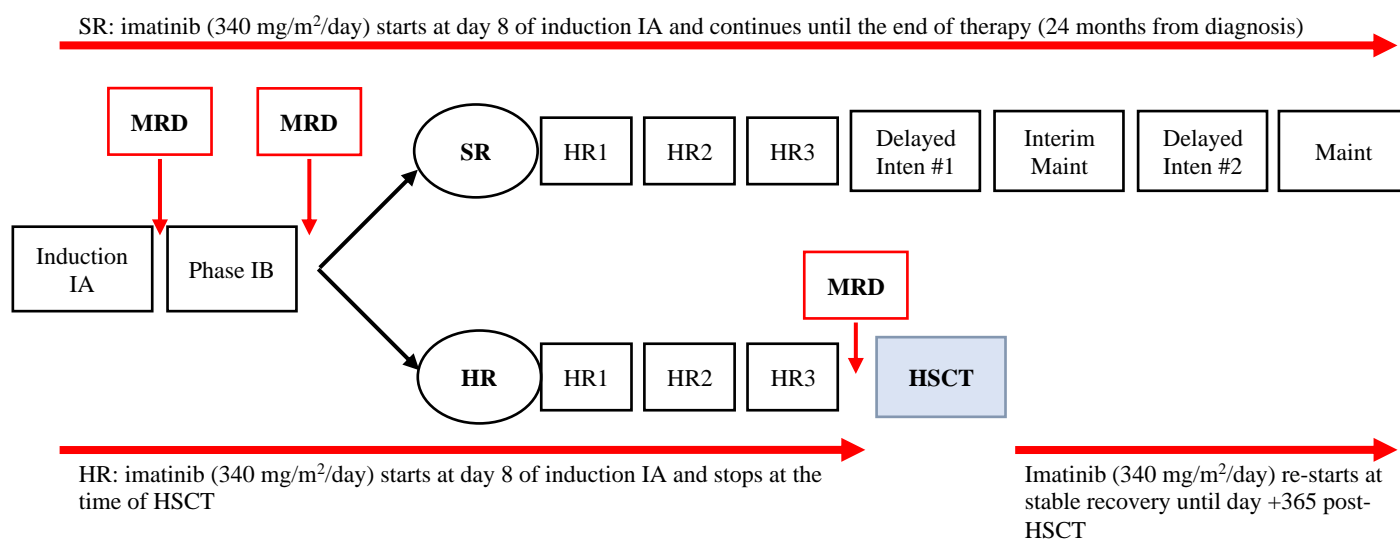 SR: imatinib (340 mg/m²/day) starts at day 8 of induction IA and continues until the end of therapy (24 months from diagnosis)
MRD
MRD
SR
HR1
HR2
HR3
Delayed
Inten #1
Interim
Maint
Delayed
Inten #2
Maint
Induction
IA
Phase IB
MRD
HR
HR1
HR2
HR3
HSCT
HR: imatinib (340 mg/m²/day) starts at day 8 of induction IA and stops at the
time of HSCT
Imatinib (340 mg/m²/day) re-starts at
stable recovery until day +365 post-
HSCT